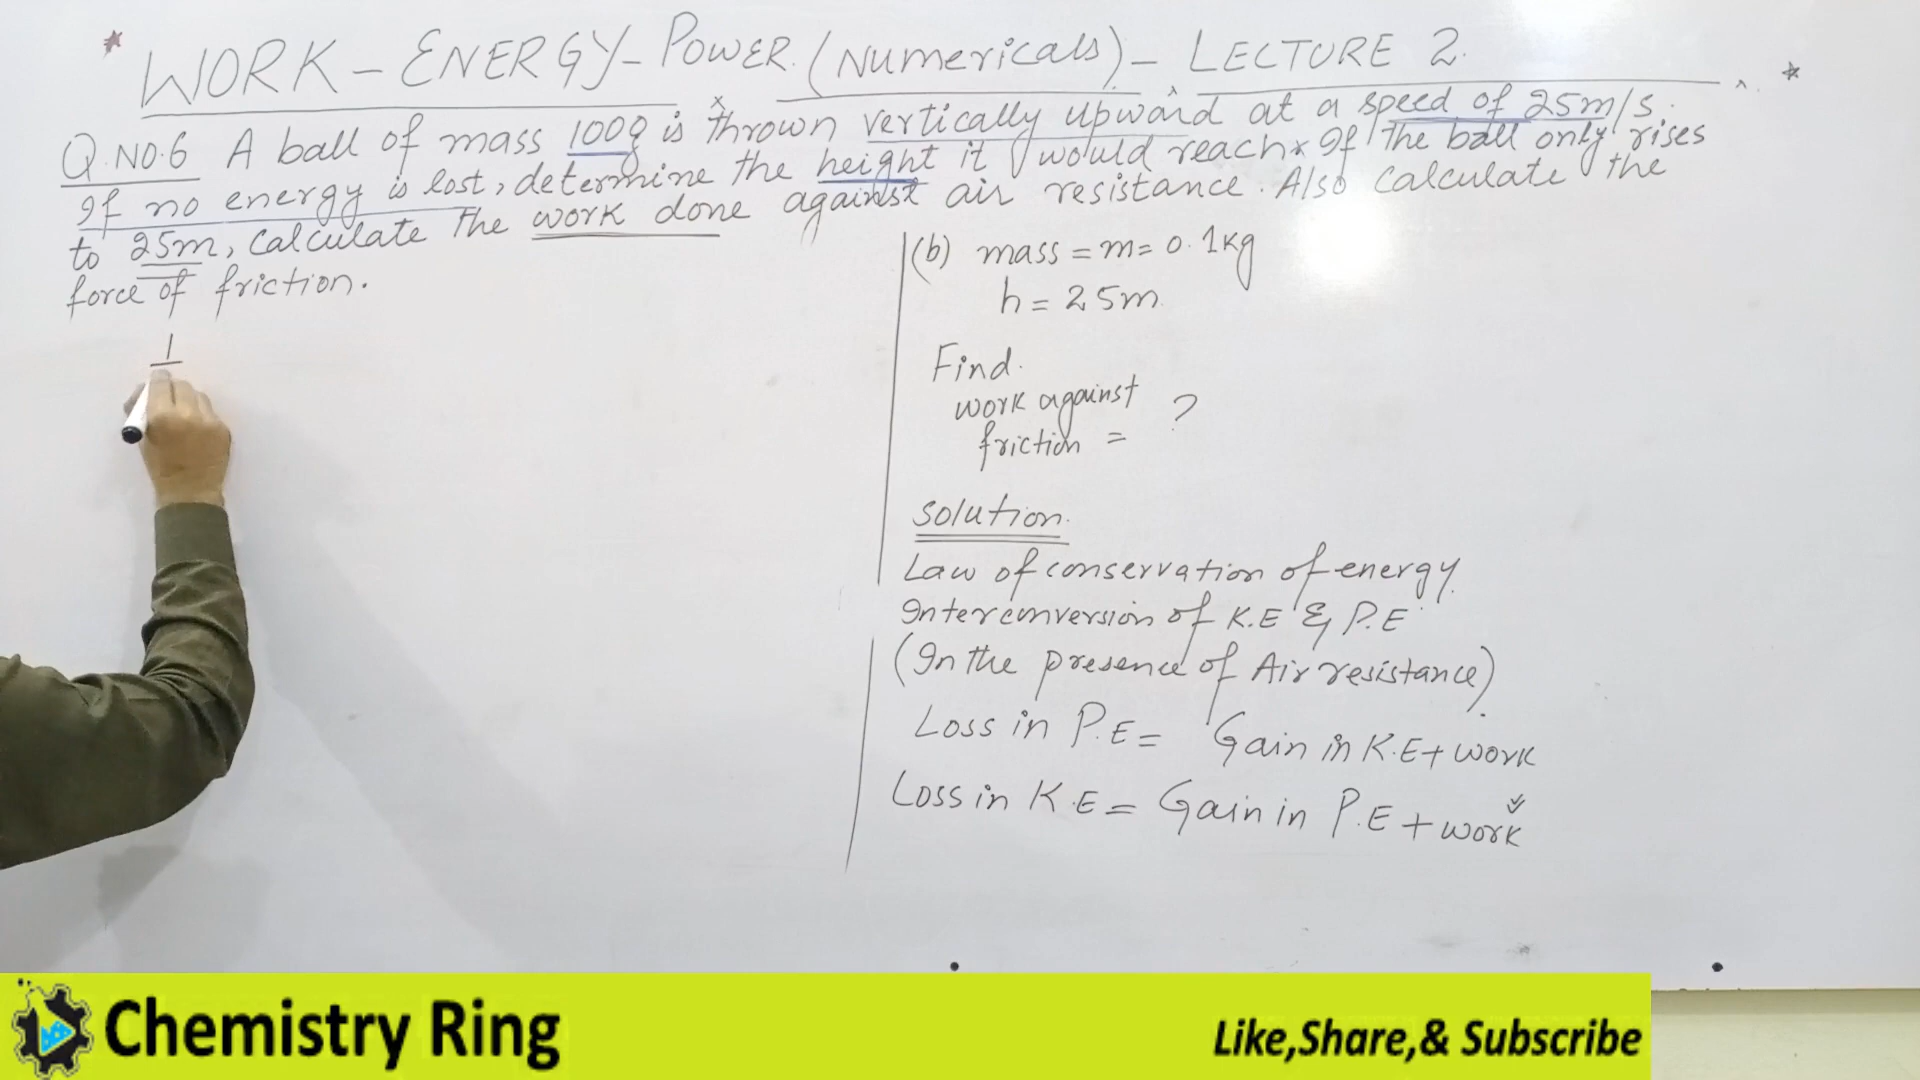 * WORK - ENERGY - POWER (Numericals) - LECTURE 2. *
Q.NO.6 A ball of mass 100g is thrown vertically upward at a speed of 25m/s.
If no energy is lost, determine the height it would reach. If the ball only rises
to 25m, calculate the work done against air resistance. Also calculate the
force of friction.
1
(b) mass = m = 0.1kg
h = 25m
Find.
work against
friction = ?
Solution.
Law of conservation of energy.
Interconversion of K.E & P.E
(In the presence of Air resistance)
Loss in P.E = Gain in K.E + work
Loss in K.E = Gain in P.E + work
Chemistry Ring
Like,Share,& Subscribe